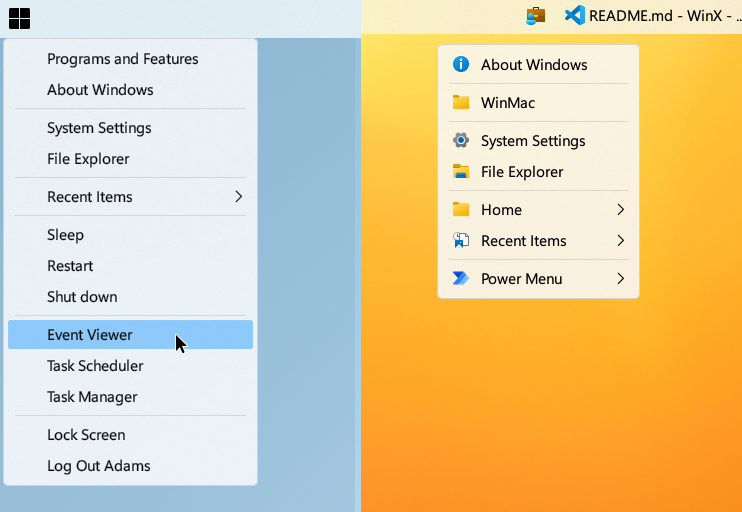 Programs and Features
About Windows
System Settings
File Explorer
Recent Items
Sleep
Restart
Shut down
Event Viewer
Task Scheduler
Task Manager
Lock Screen
Log Out Adams
README.md - WinX - ..
About Windows
WinMac
System Settings
File Explorer
Home
Recent Items
Power Menu